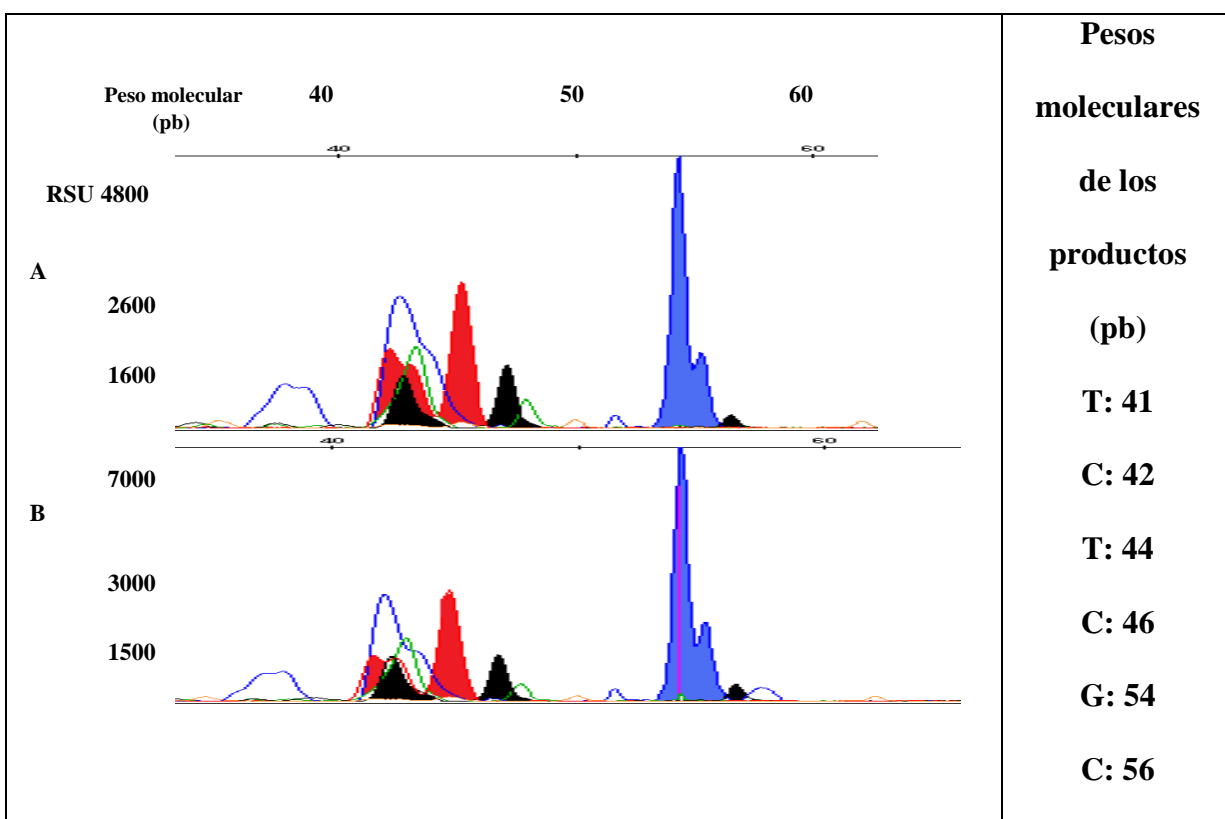 Peso molecular
(pb)
40 50 60
40 60
RSU 4800
A
2600
1600
40 60
7000
B
3000
1500
Pesos
moleculares
de los
productos
(pb)
T: 41
C: 42
T: 44
C: 46
G: 54
C: 56